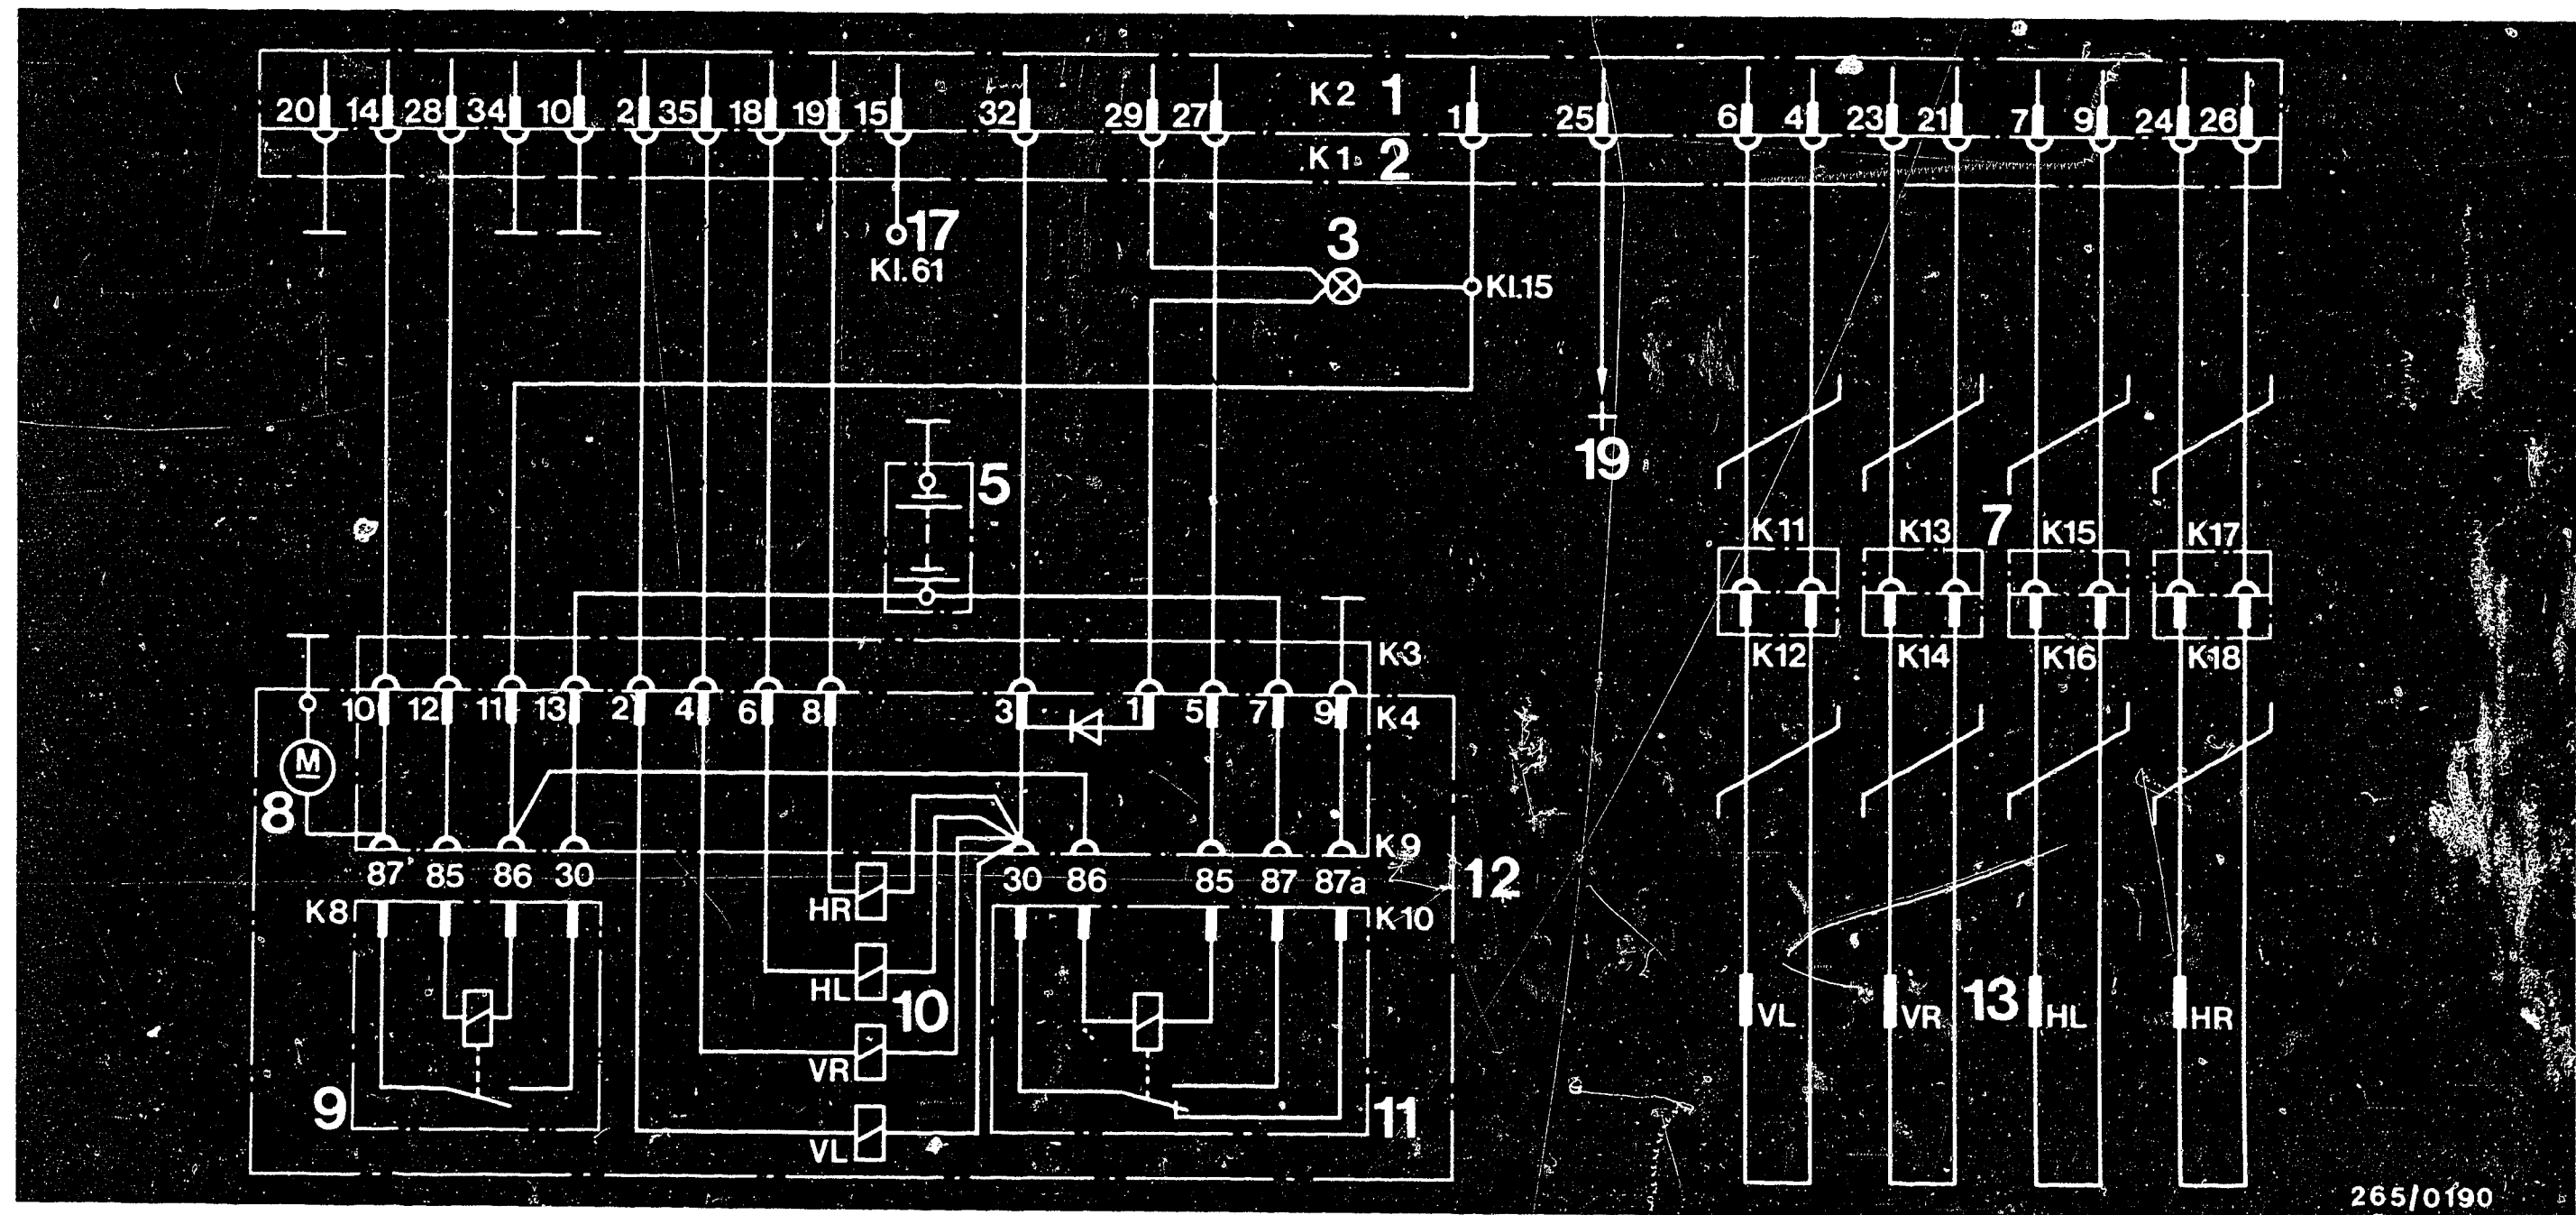 K2 1
20 14 28 34 10 2 35 18 19 15 32 29 27 1 25 6 4 23 21 7 9 24 26
K1 2
17
Kl.61
3
Kl.15
19
5
7
K11 K13 K15 K17
K12 K14 K16 K18
K3
10 12 11 13 2 4 6 8 3 1 5 7 9 K4
M
8
K9
87 85 86 30 30 86 85 87 87a
12
K8 HR K10
HL 10
VL VR 13 HL HR
VR
9 11
VL
265/0190